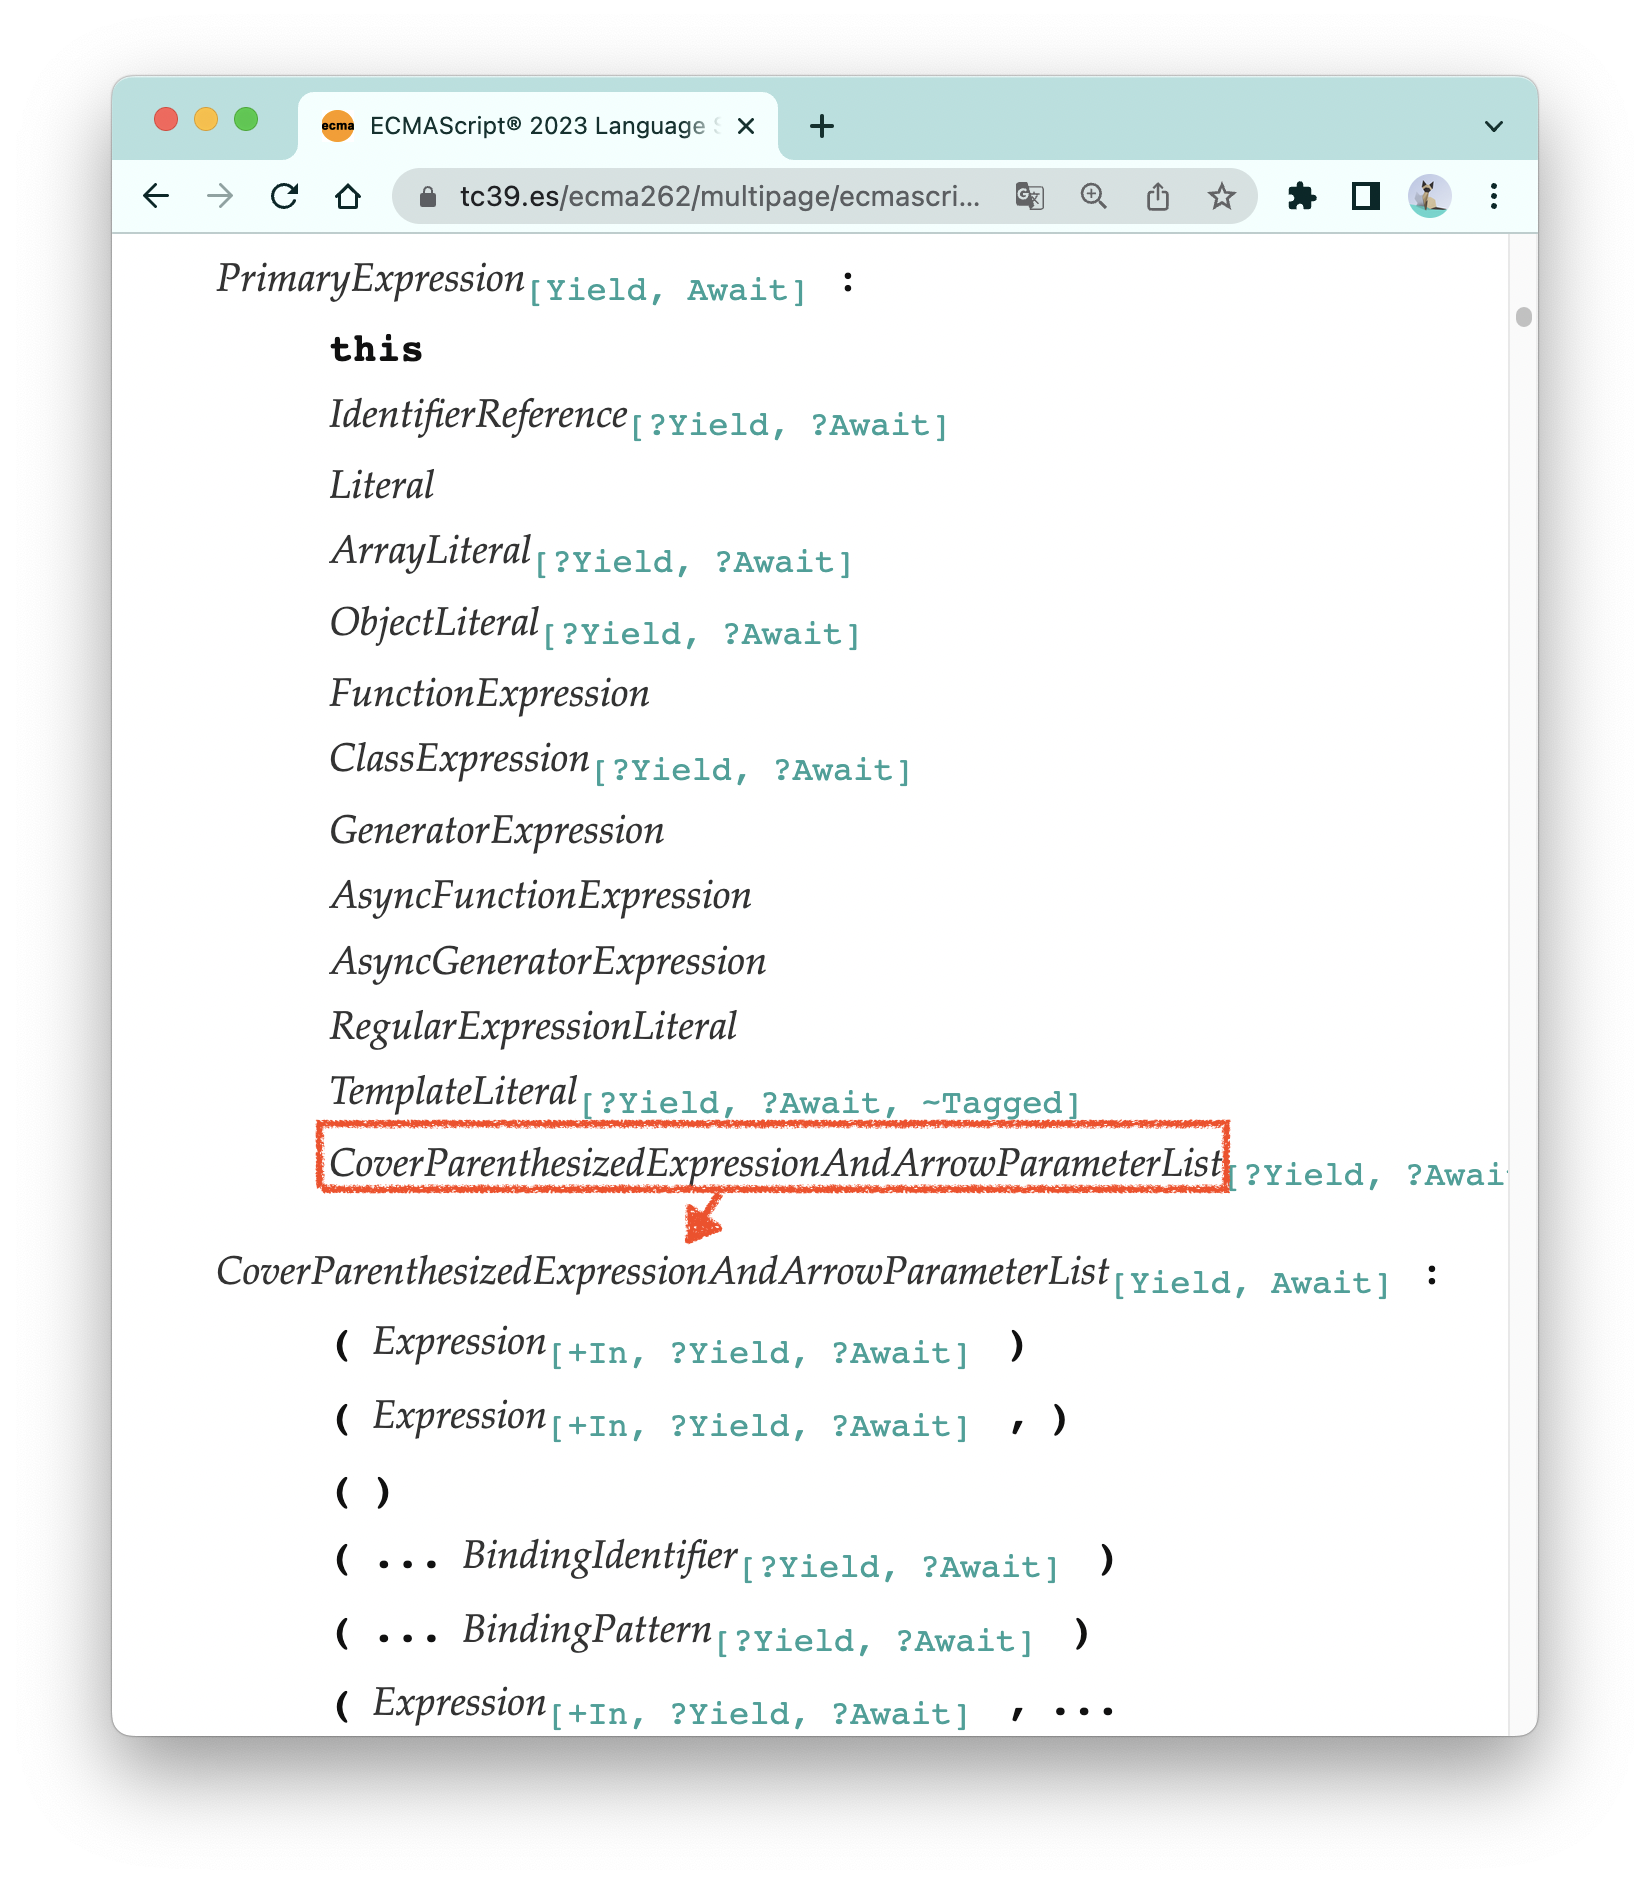 ecma ECMAScript® 2023 Language
tc39.es/ecma262/multipage/ecmascri...
PrimaryExpression[Yield, Await] :
this
IdentifierReference[?Yield, ?Await]
Literal
ArrayLiteral[?Yield, ?Await]
ObjectLiteral[?Yield, ?Await]
FunctionExpression
ClassExpression[?Yield, ?Await]
GeneratorExpression
AsyncFunctionExpression
AsyncGeneratorExpression
RegularExpressionLiteral
TemplateLiteral[?Yield, ?Await, ~Tagged]
CoverParenthesizedExpressionAndArrowParameterList[?Yield, ?Awai
CoverParenthesizedExpressionAndArrowParameterList[Yield, Await] :
( Expression[+In, ?Yield, ?Await] )
( Expression[+In, ?Yield, ?Await] , )
( )
( ... BindingIdentifier[?Yield, ?Await] )
( ... BindingPattern[?Yield, ?Await] )
( Expression[+In, ?Yield, ?Await] , ...